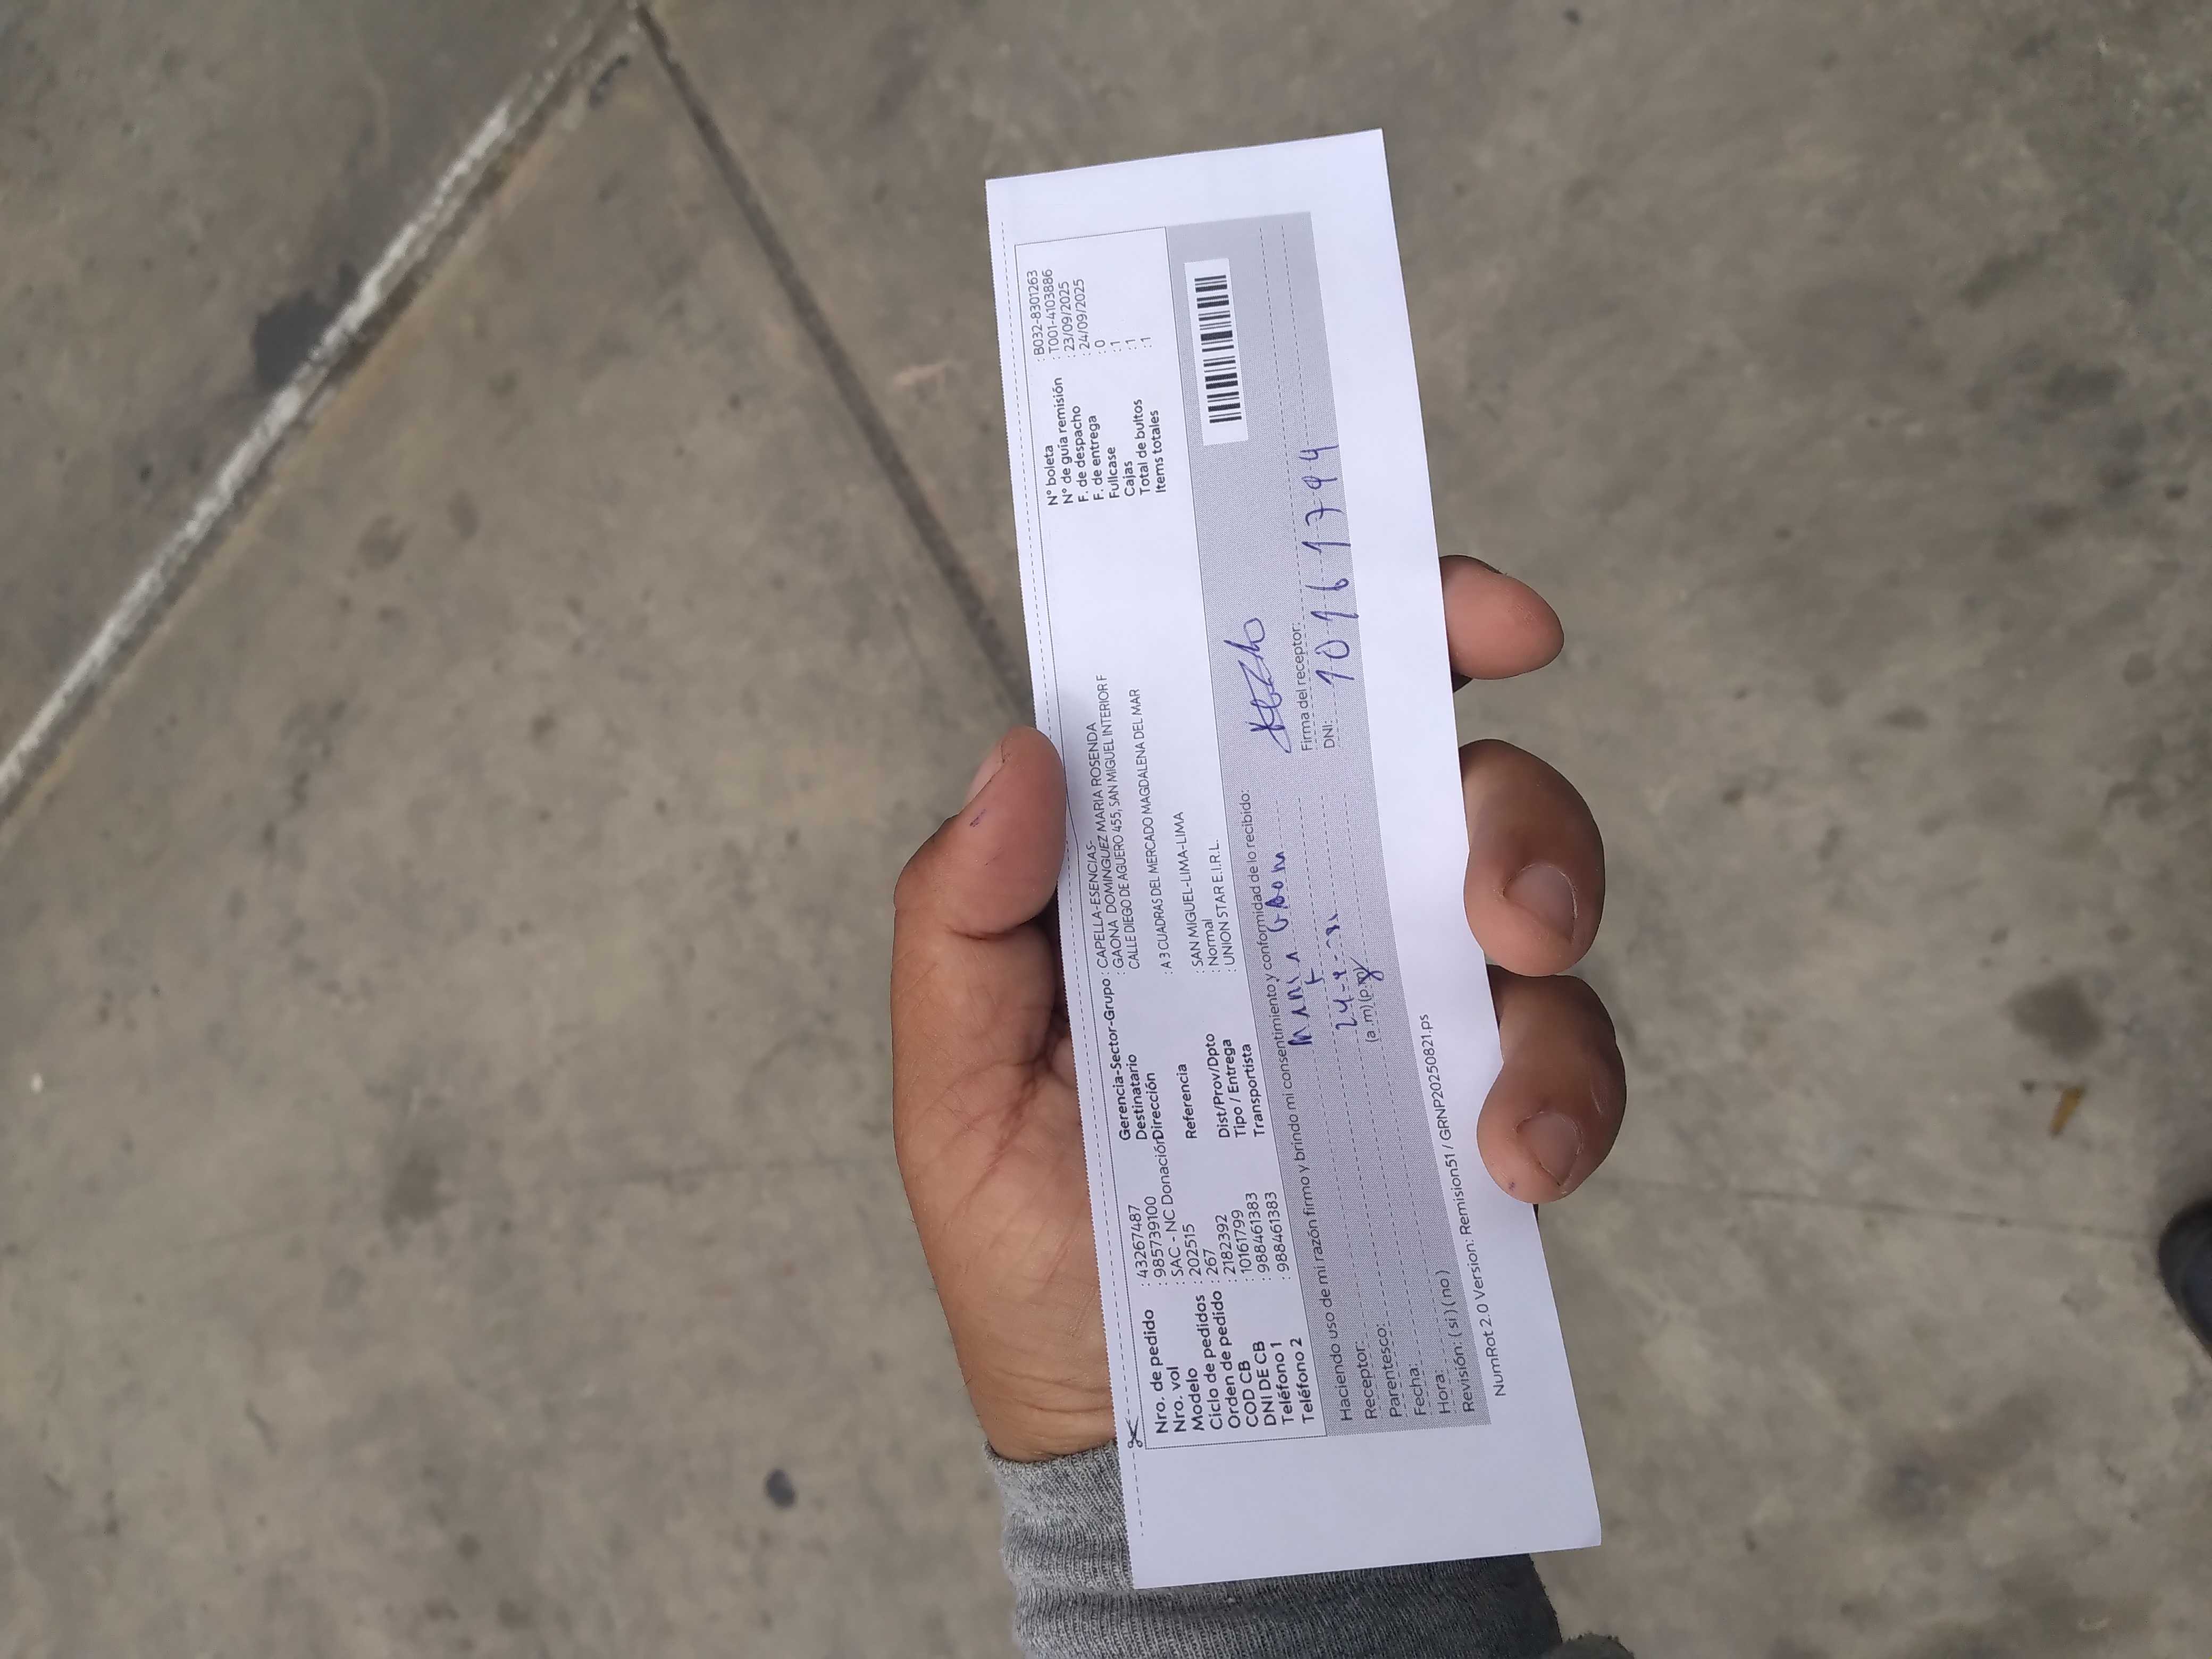 Nro. de pedido : 43267487 Gerencia-Sector-Grupo : CAPELLA-ESENCIAS- N° boleta : B032-8301263
Nro. vol : 985739100 Destinatario : GAONA DOMINGUEZ MARIA ROSENDA N° de guía remisión : T001-4103886
Modelo : SAC - NC Donación Dirección CALLE DIEGO DE AGUERO 455, SAN MIGUEL INTERIOR F F. de despacho : 23/09/2025
Ciclo de pedidos : 202515 F. de entrega : 24/09/2025
Orden de pedido : 267 Referencia : A 3 CUADRAS DEL MERCADO MAGDALENA DEL MAR Fullcase : 0
COD CB : 2182392 Cajas : 1
DNI DE CB : 10161799 Dist/Prov/Dpto : SAN MIGUEL-LIMA-LIMA Total de bultos : 1
Teléfono 1 : 988461383 Tipo / Entrega : Normal Items totales : 1
Teléfono 2 : 988461383 Transportista : UNION STAR E.I.R.L.
Haciendo uso de mi razón firmo y brindo mi consentimiento y conformidad de lo recibido:
Receptor: Firma del receptor:
Parentesco: DNI:
Fecha:
Hora: (a.m) (p.m)
Revisión: ( si ) ( no )
NumRot 2.0 Version: Remision51 / GRNP20250821.ps